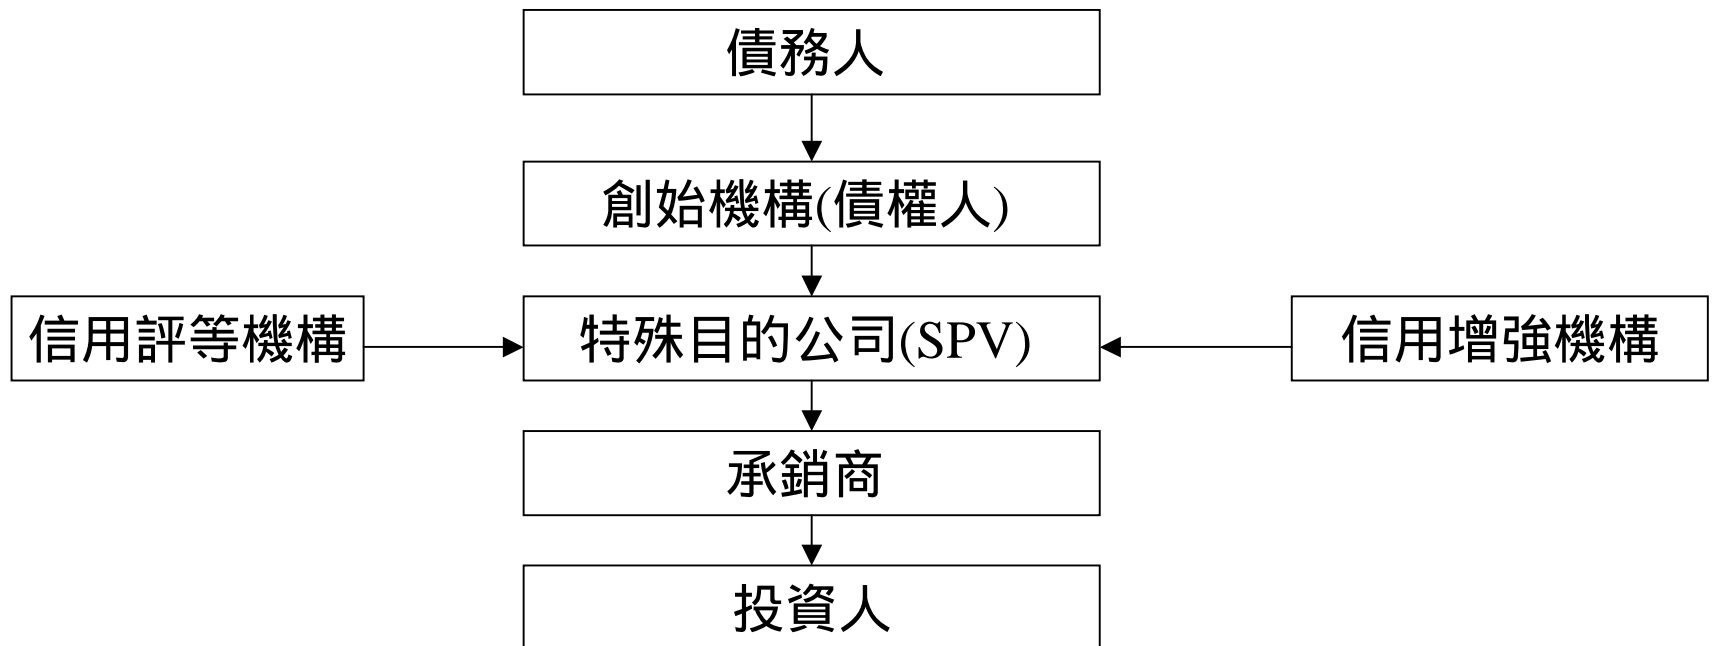 債務人
創始機構(債權人)
信用評等機構
特殊目的公司(SPV)
信用增強機構
承銷商
投資人